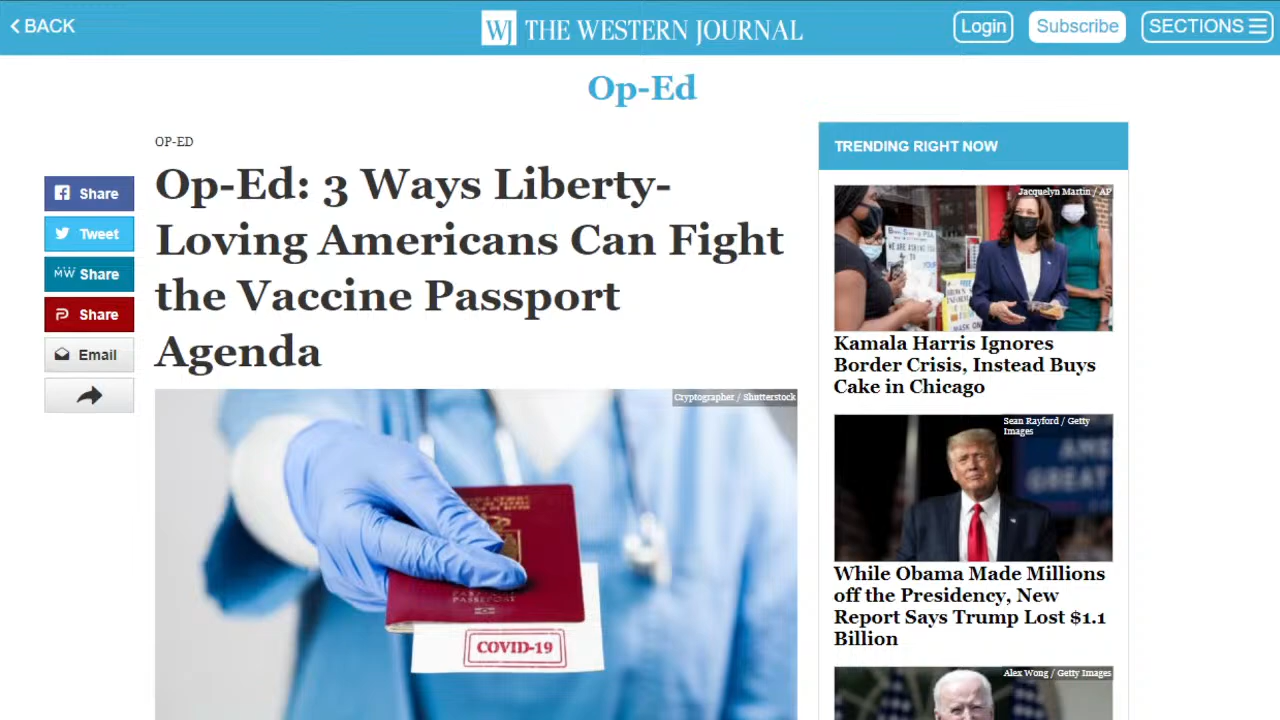 BACK
WJ THE WESTERN JOURNAL
Login
Subscribe
SECTIONS
Op-Ed
OP-ED
Op-Ed: 3 Ways Liberty-
Loving Americans Can Fight
the Vaccine Passport
Agenda
Share
Tweet
MW Share
Share
Email
Cryptographer / Shutterstock
PASSPORT
COVID-19
TRENDING RIGHT NOW
Jacquelyn Martin / AP
Kamala Harris Ignores
Border Crisis, Instead Buys
Cake in Chicago
Sean Rayford / Getty
Images
While Obama Made Millions
off the Presidency, New
Report Says Trump Lost $1.1
Billion
Alex Wong / Getty Images